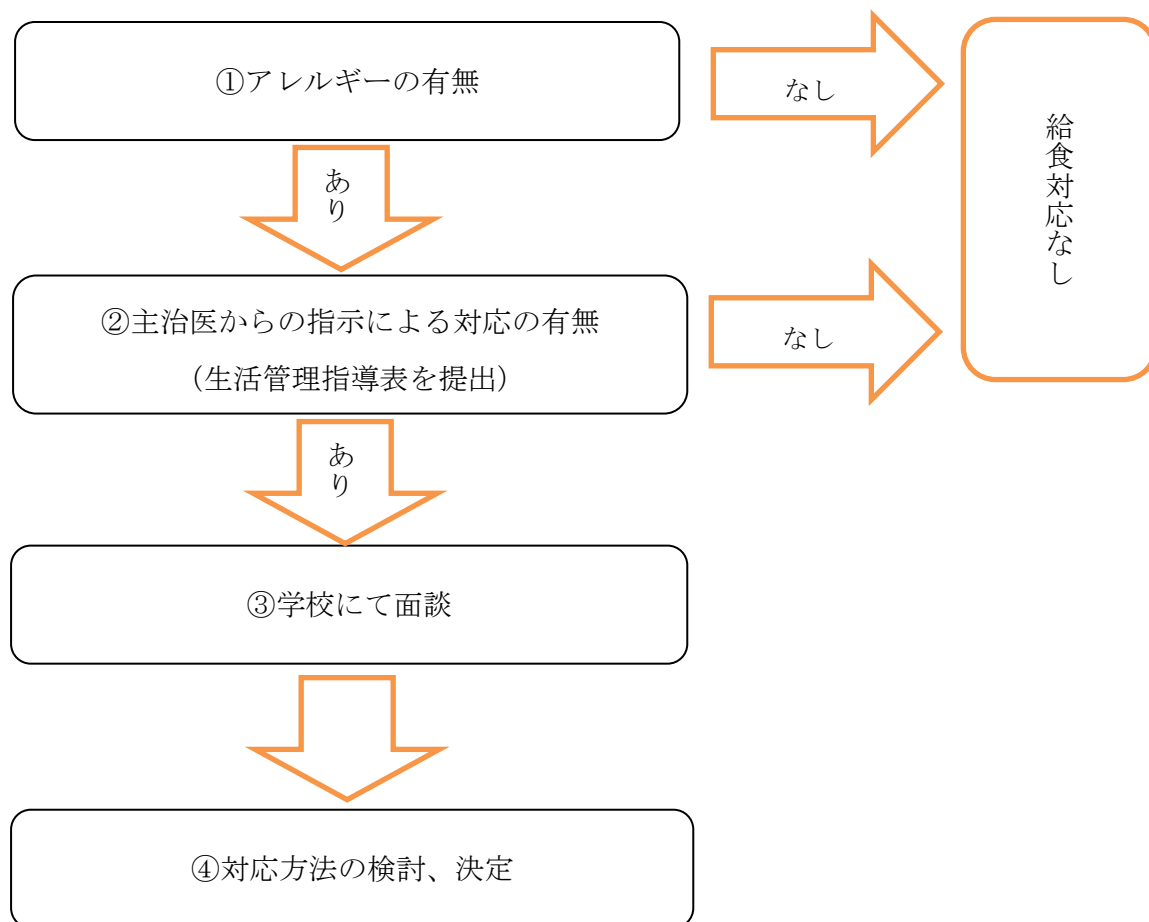 ①アレルギーの有無
なし
給食対応なし
あり
②主治医からの指示による対応の有無
（生活管理指導表を提出）
なし
あり
③学校にて面談
④対応方法の検討、決定